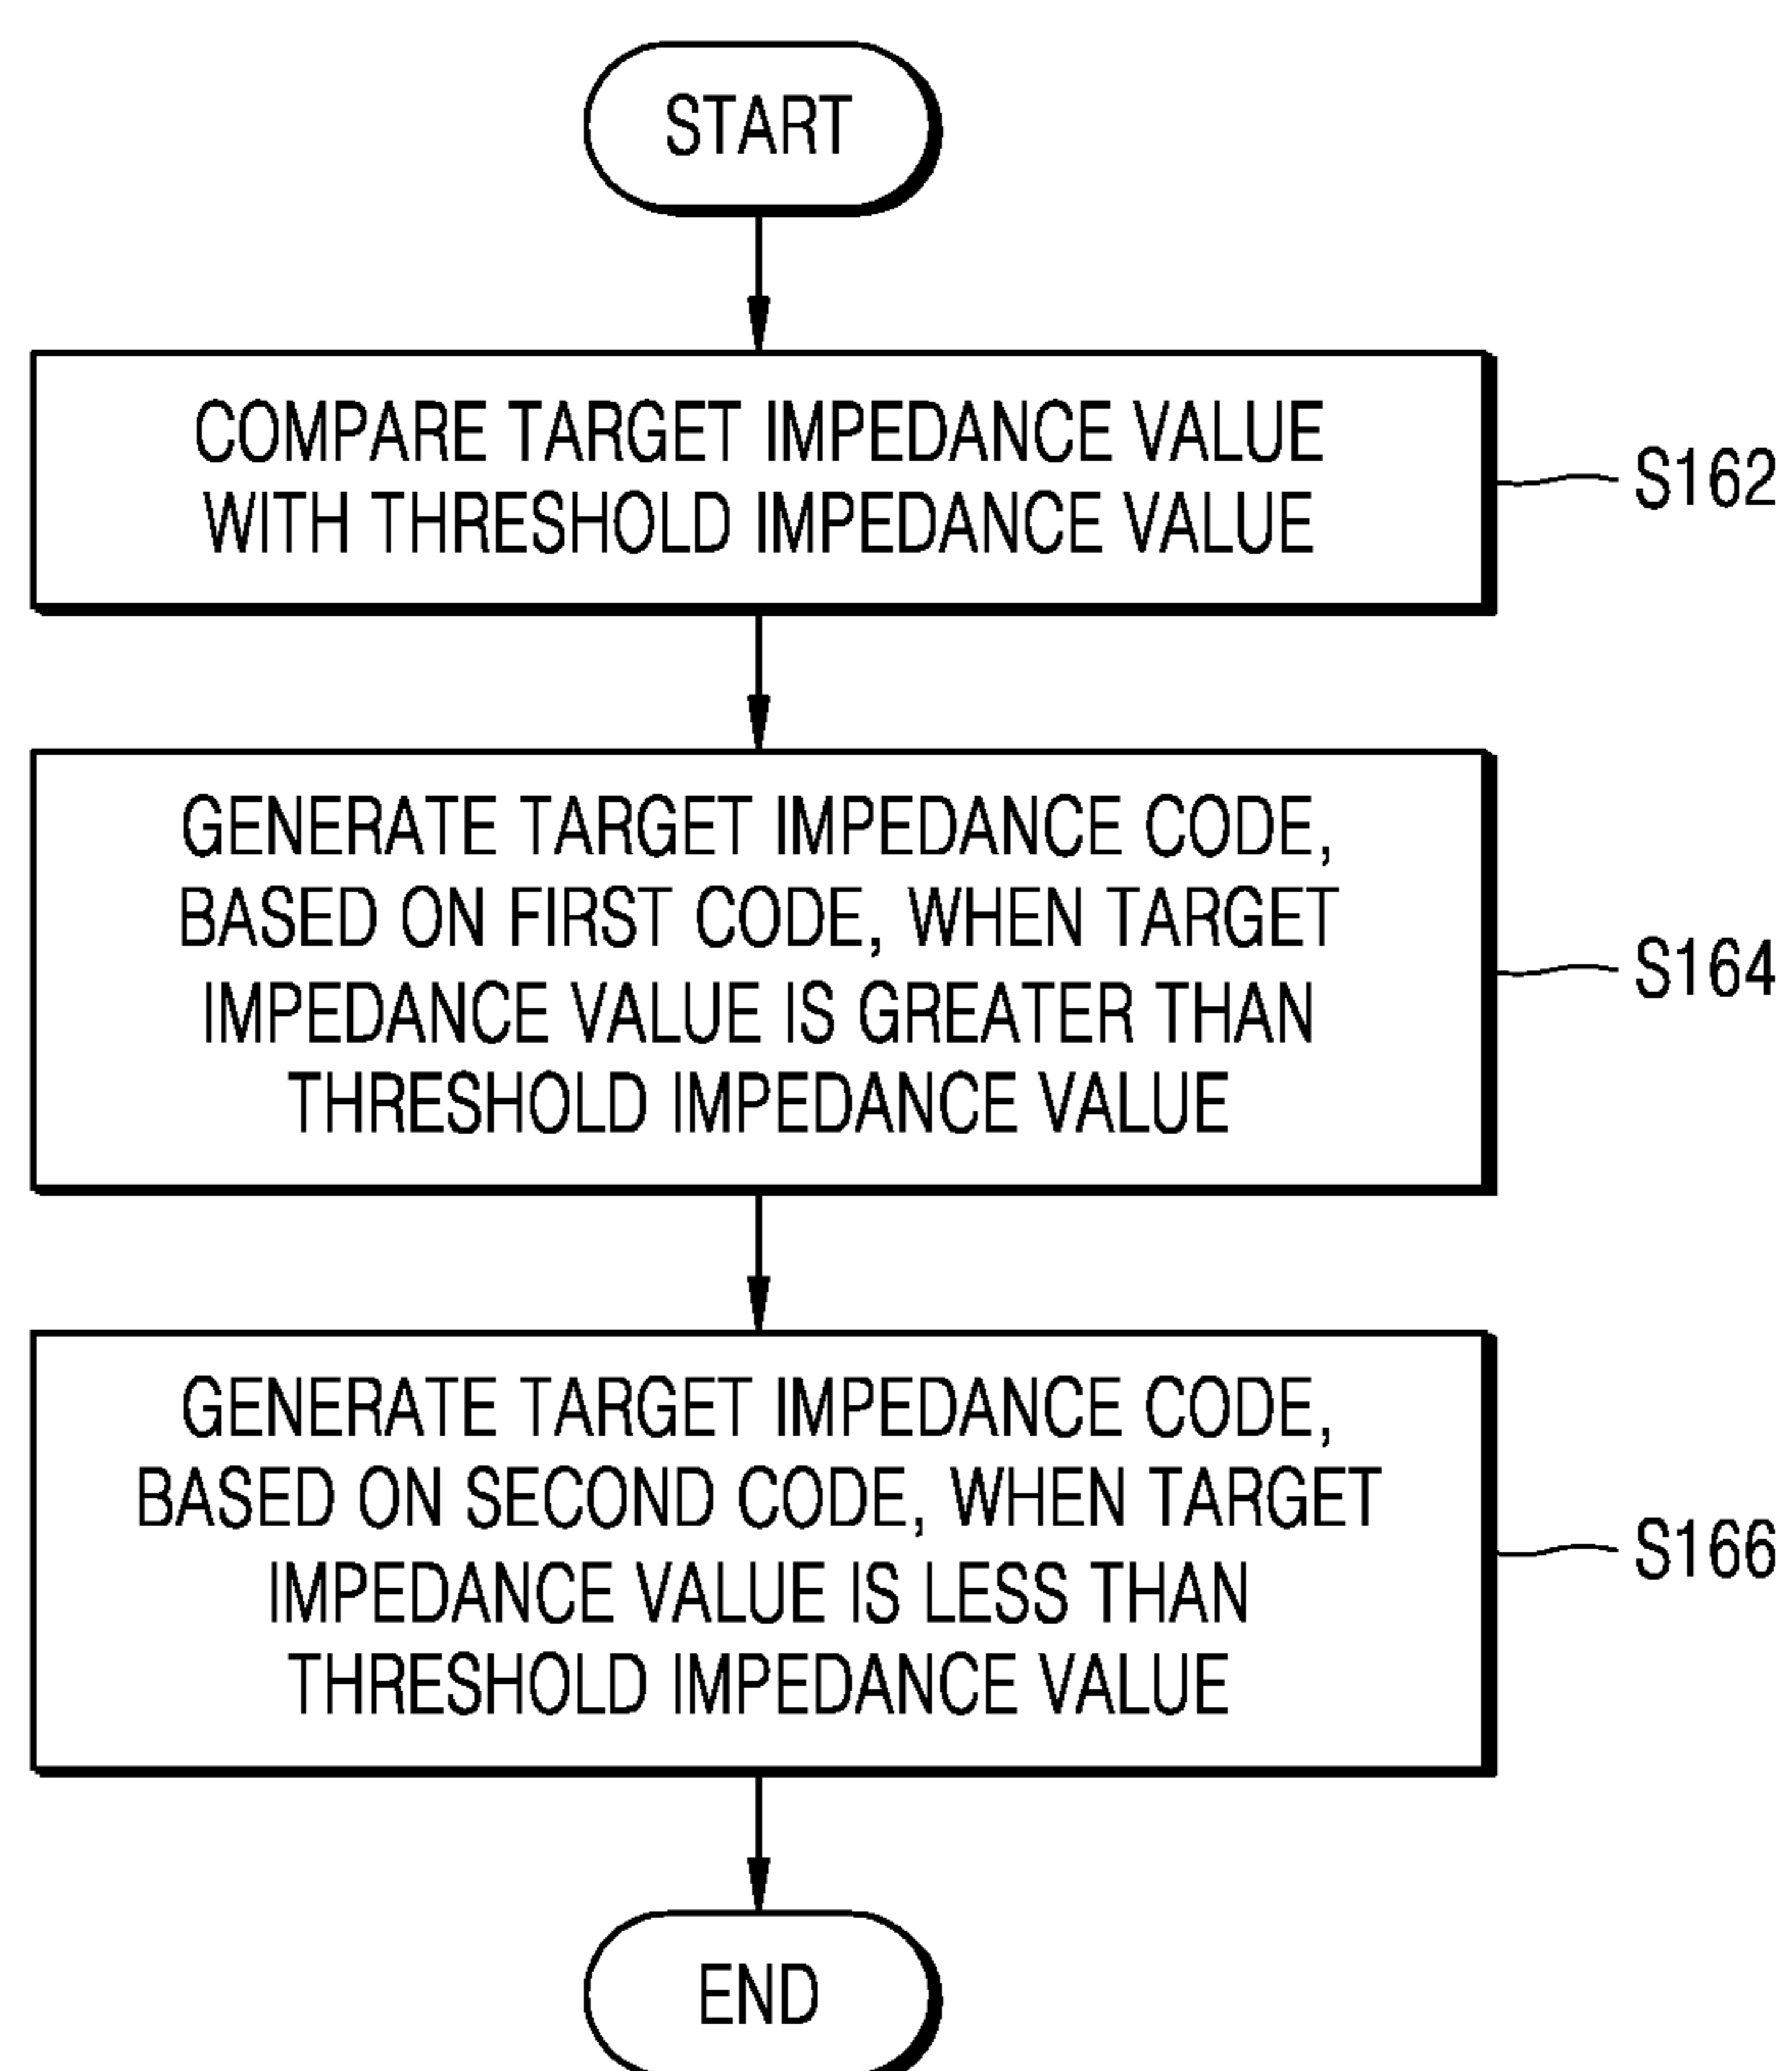 START
COMPARE TARGET IMPEDANCE VALUE
WITH THRESHOLD IMPEDANCE VALUE
S162
GENERATE TARGET IMPEDANCE CODE,
BASED ON FIRST CODE, WHEN TARGET
IMPEDANCE VALUE IS GREATER THAN
THRESHOLD IMPEDANCE VALUE
S164
GENERATE TARGET IMPEDANCE CODE,
BASED ON SECOND CODE, WHEN TARGET
IMPEDANCE VALUE IS LESS THAN
THRESHOLD IMPEDANCE VALUE
S166
END